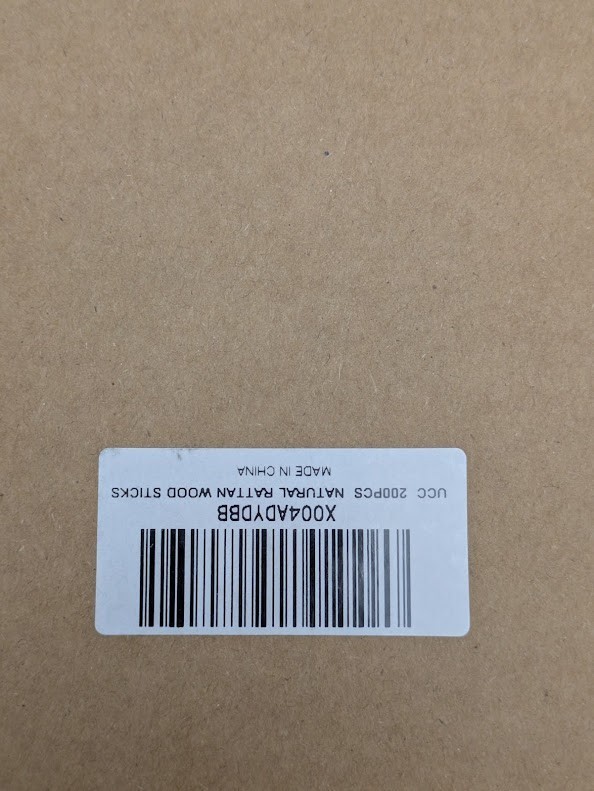 X004ADYDBB
UCC 200PCS NATURAL RATTAN WOOD STICKS
MADE IN CHINA